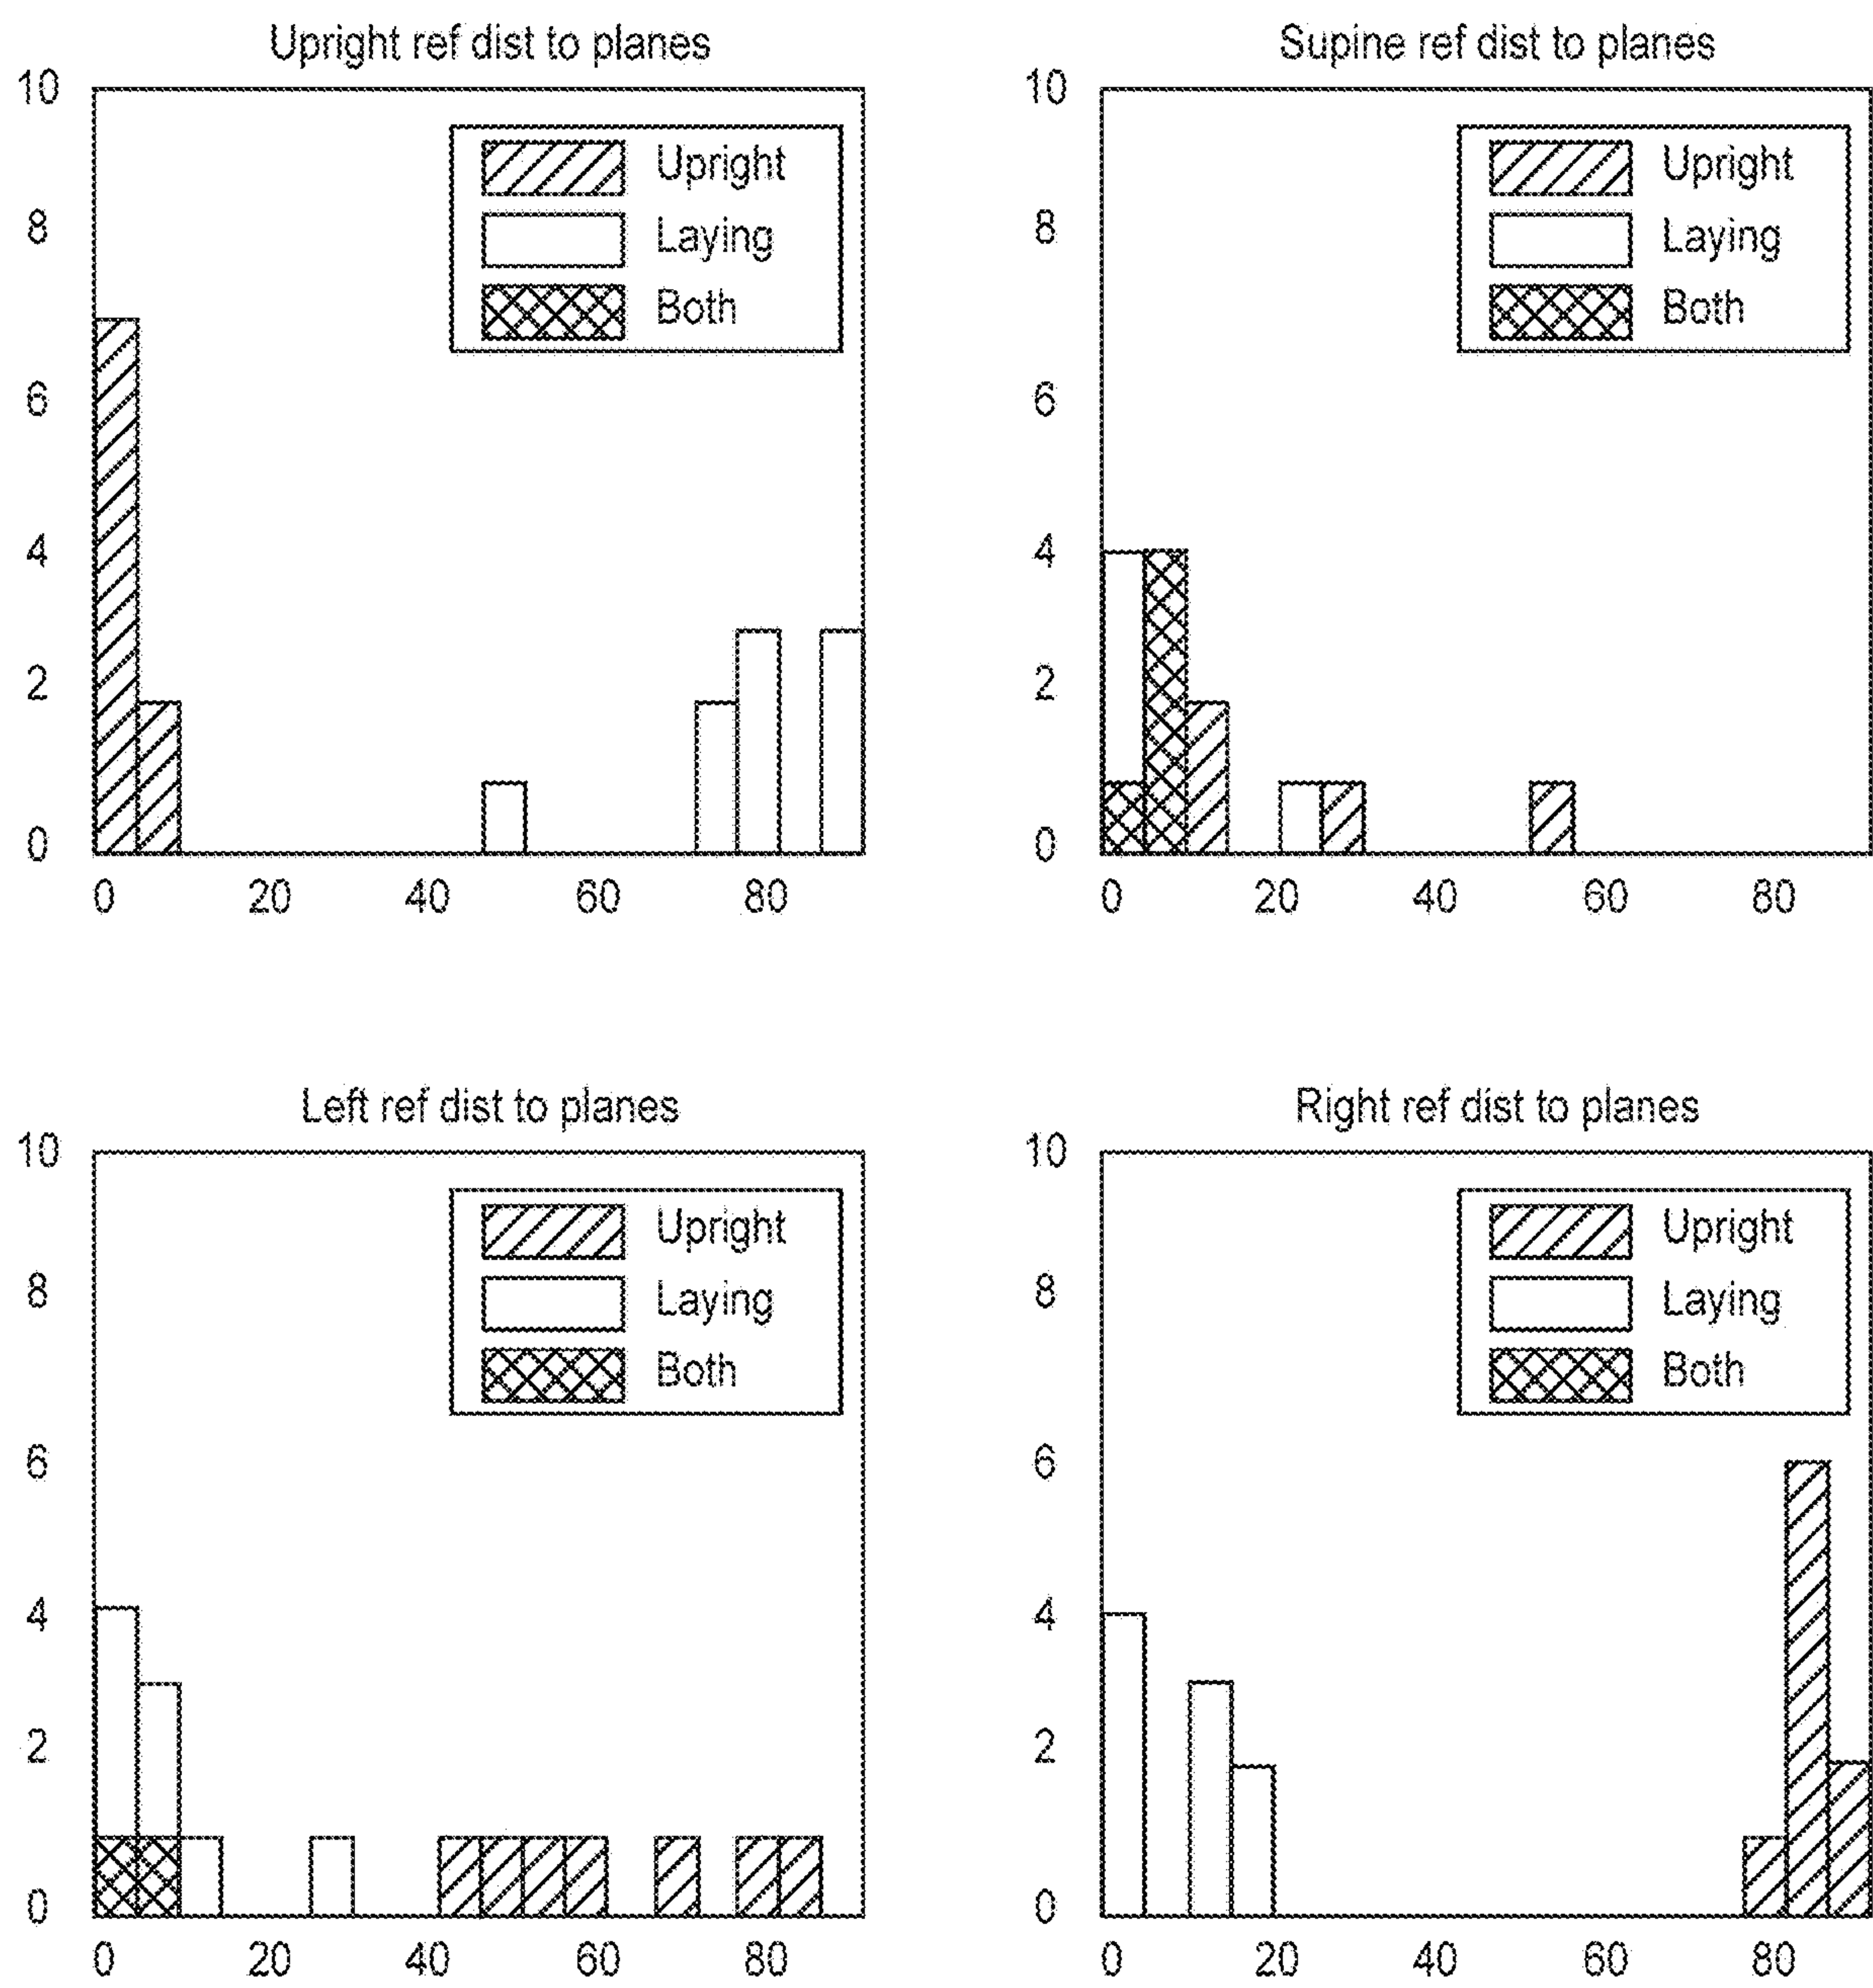 Upright ref dist to planes
10
8
6
4
2
0
0 20 40 60 80
Upright
Laying
Both
Supine ref dist to planes
10
8
6
4
2
0
0 20 40 60 80
Upright
Laying
Both
Left ref dist to planes
10
8
6
4
2
0
0 20 40 60 80
Upright
Laying
Both
Right ref dist to planes
10
8
6
4
2
0
0 20 40 60 80
Upright
Laying
Both